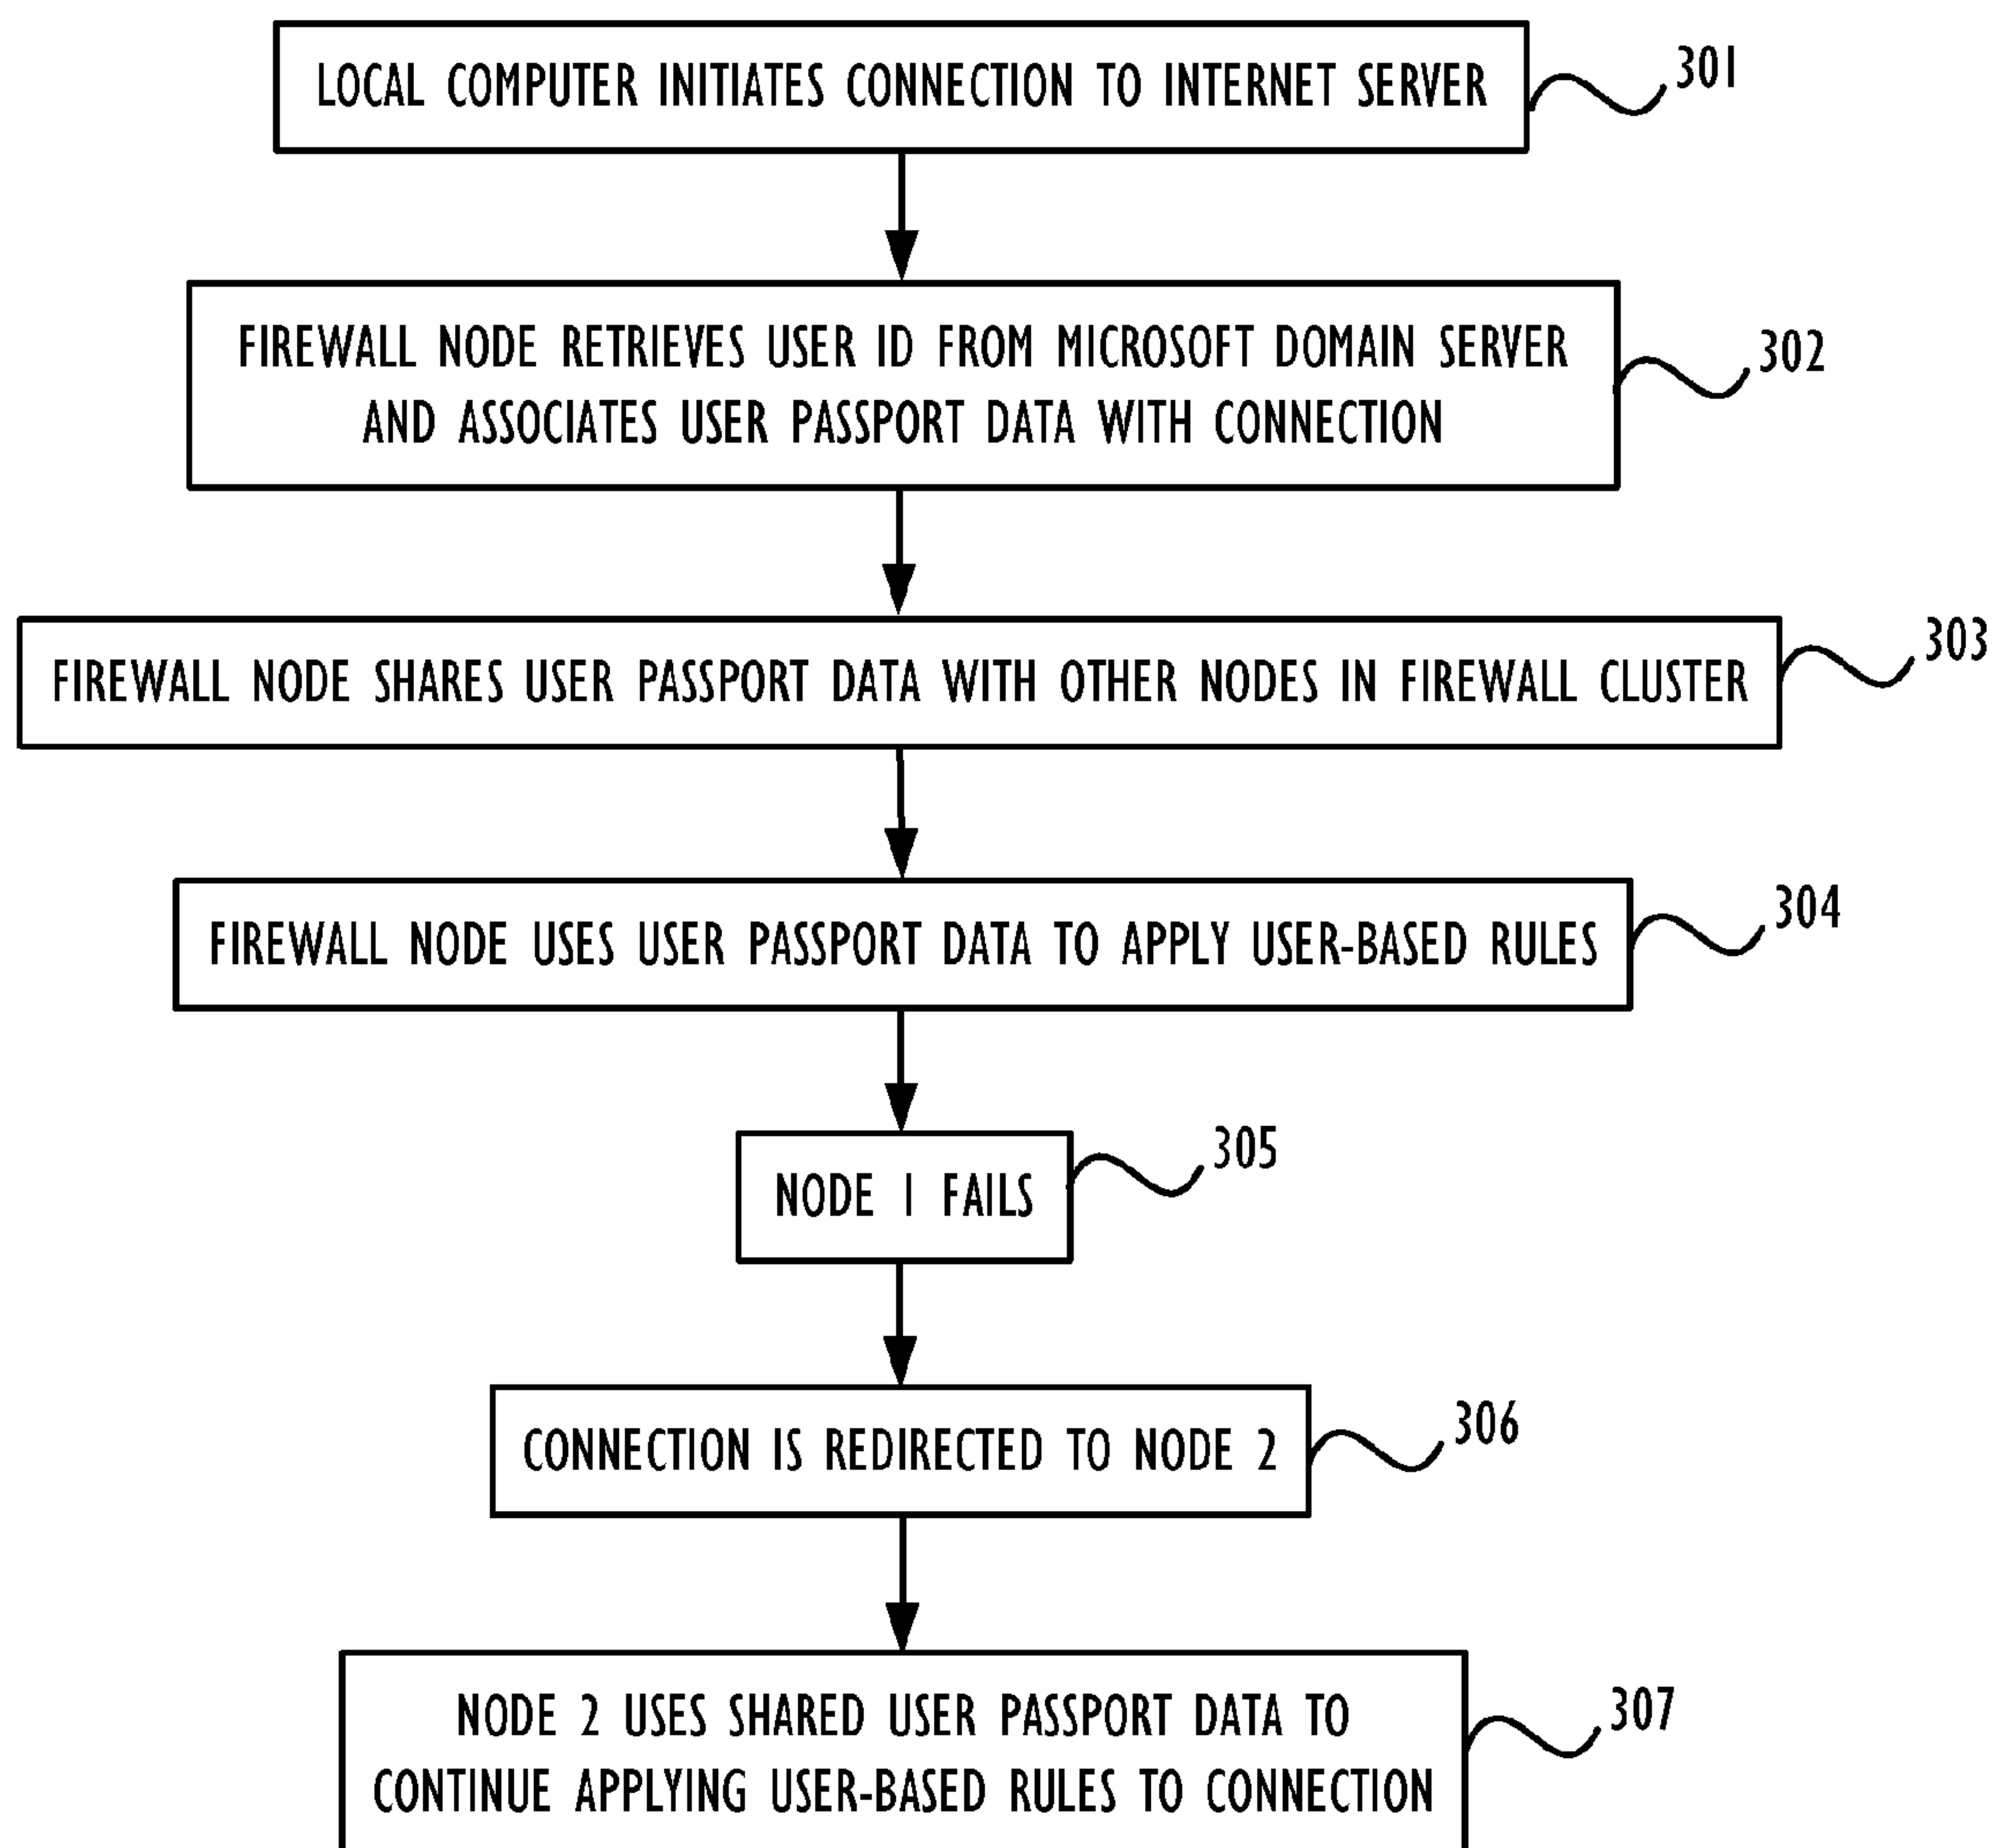 LOCAL COMPUTER INITIATES CONNECTION TO INTERNET SERVER
301
FIREWALL NODE RETRIEVES USER ID FROM MICROSOFT DOMAIN SERVER
AND ASSOCIATES USER PASSPORT DATA WITH CONNECTION
302
FIREWALL NODE SHARES USER PASSPORT DATA WITH OTHER NODES IN FIREWALL CLUSTER
303
FIREWALL NODE USES USER PASSPORT DATA TO APPLY USER-BASED RULES
304
NODE 1 FAILS
305
CONNECTION IS REDIRECTED TO NODE 2
306
NODE 2 USES SHARED USER PASSPORT DATA TO
CONTINUE APPLYING USER-BASED RULES TO CONNECTION
307